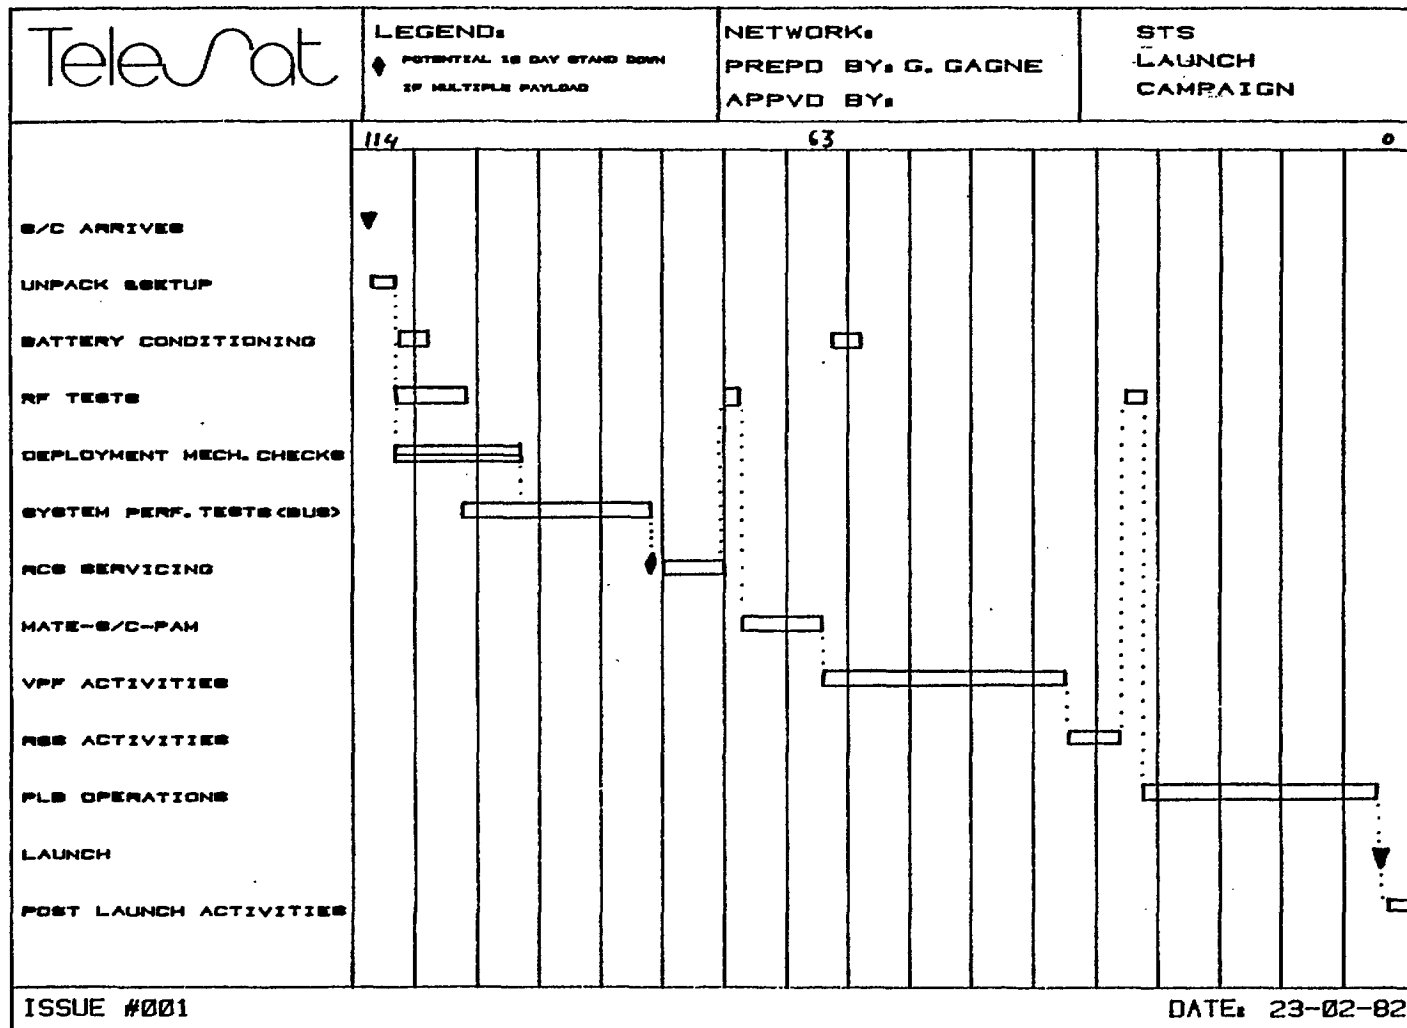 TeleSat
LEGEND:
POTENTIAL 18 DAY STAND DOWN
IF MULTIPLE PAYLOAD
NETWORK:
PREPD BY: G. GAGNE
APPVD BY:
STS
LAUNCH
CAMPAIGN
114 63 0
S/C ARRIVES
UNPACK &SETUP
BATTERY CONDITIONING
RF TESTS
DEPLOYMENT MECH. CHECKS
SYSTEM PERF. TESTS<BUS>
RCS SERVICING
MATE-S/C-PAM
VPF ACTIVITIES
RSS ACTIVITIES
PLB OPERATIONS
LAUNCH
POST LAUNCH ACTIVITIES
ISSUE #001
DATE: 23-02-82